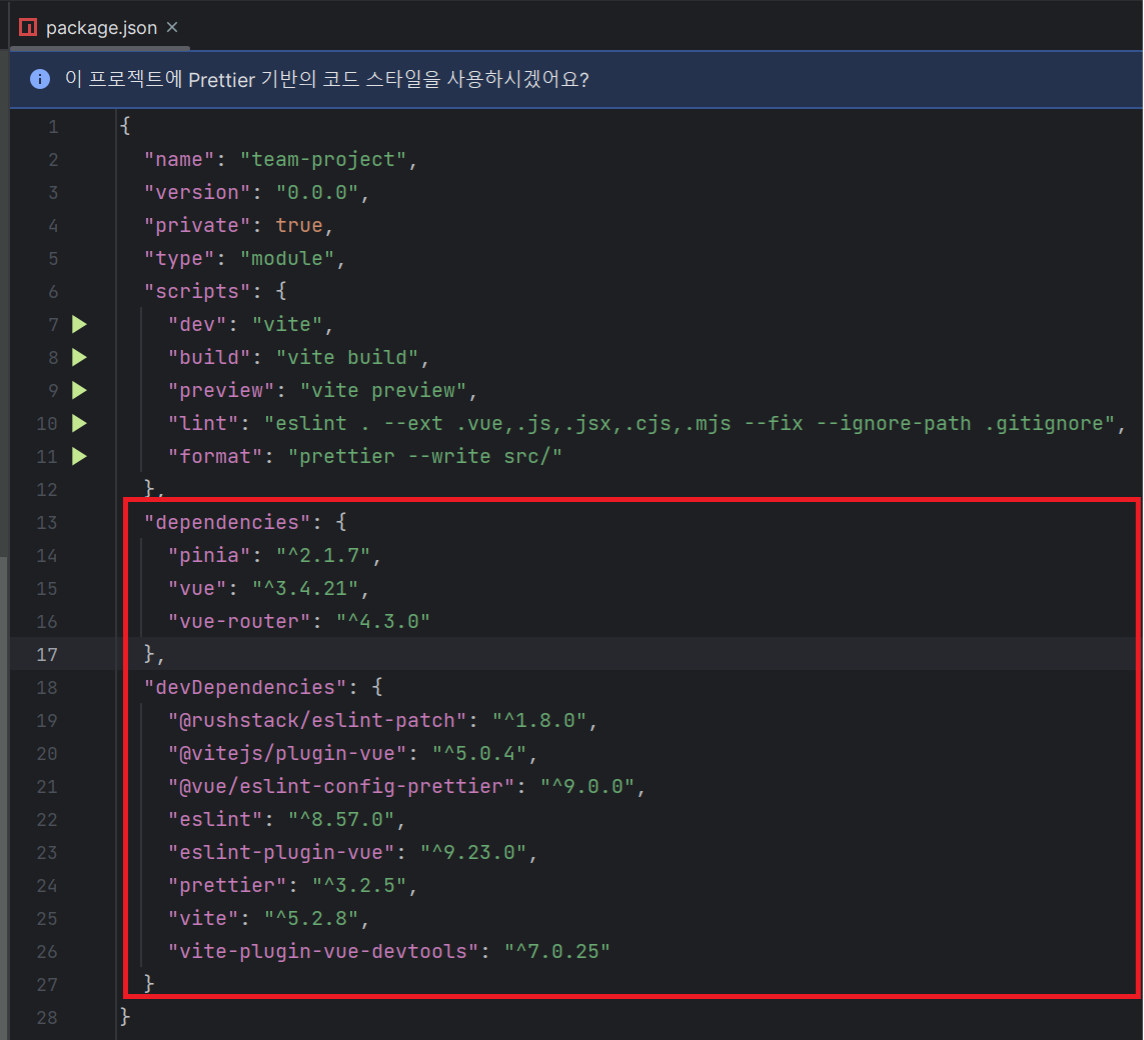 package.json ×
이 프로젝트에 Prettier 기반의 코드 스타일을 사용하시겠어요?
1 {
2 "name": "team-project",
3 "version": "0.0.0",
4 "private": true,
5 "type": "module",
6 "scripts": {
7 "dev": "vite",
8 "build": "vite build",
9 "preview": "vite preview",
10 "lint": "eslint . --ext .vue,.js,.jsx,.cjs,.mjs --fix --ignore-path .gitignore",
11 "format": "prettier --write src/"
12 },
13 "dependencies": {
14 "pinia": "^2.1.7",
15 "vue": "^3.4.21",
16 "vue-router": "^4.3.0"
17 },
18 "devDependencies": {
19 "@rushstack/eslint-patch": "^1.8.0",
20 "@vitejs/plugin-vue": "^5.0.4",
21 "@vue/eslint-config-prettier": "^9.0.0",
22 "eslint": "^8.57.0",
23 "eslint-plugin-vue": "^9.23.0",
24 "prettier": "^3.2.5",
25 "vite": "^5.2.8",
26 "vite-plugin-vue-devtools": "^7.0.25"
27 }
28 }